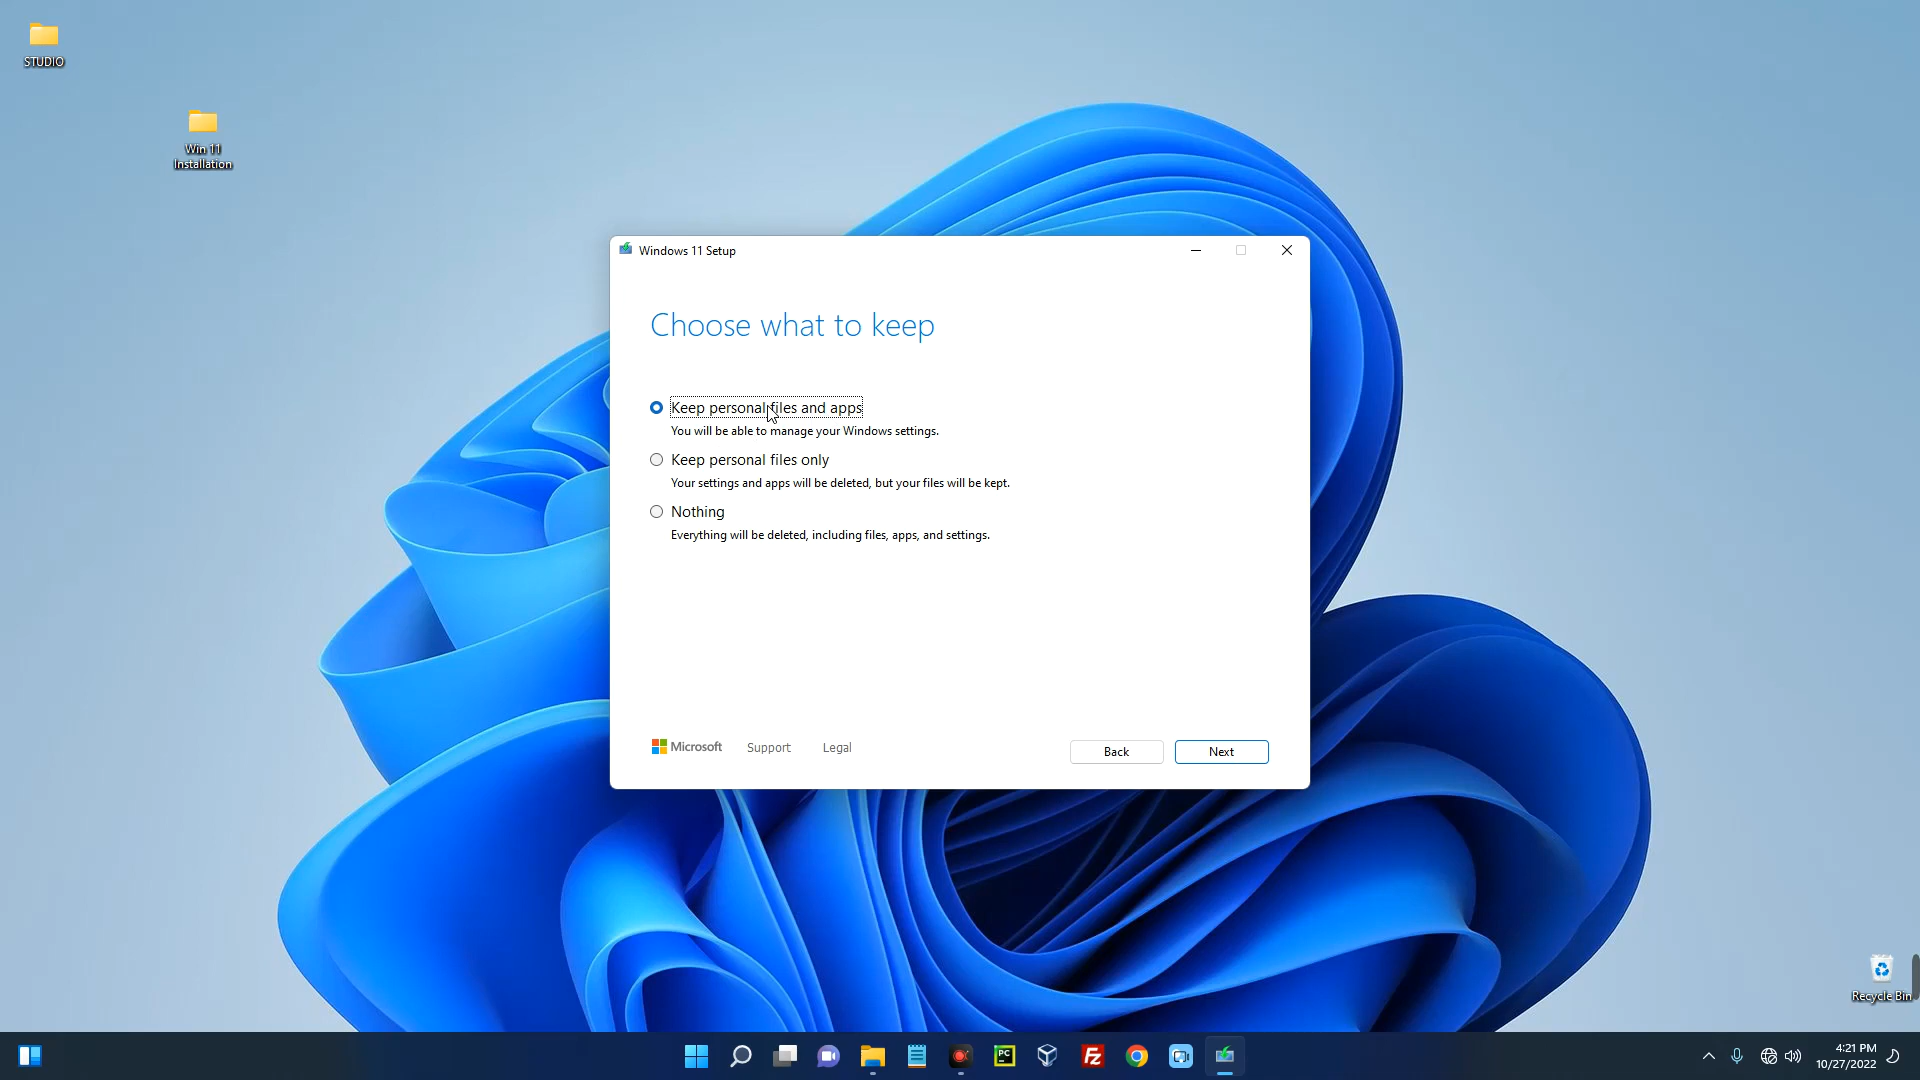 STUDIO
Win 11
Installation
Windows 11 Setup
Choose what to keep
Keep personal files and apps
You will be able to manage your Windows settings.
Keep personal files only
Your settings and apps will be deleted, but your files will be kept.
Nothing
Everything will be deleted, including files, apps, and settings.
Microsoft
Support
Legal
Back
Next
Recycle Bin
PC
Fz
4:21 PM
10/27/2022